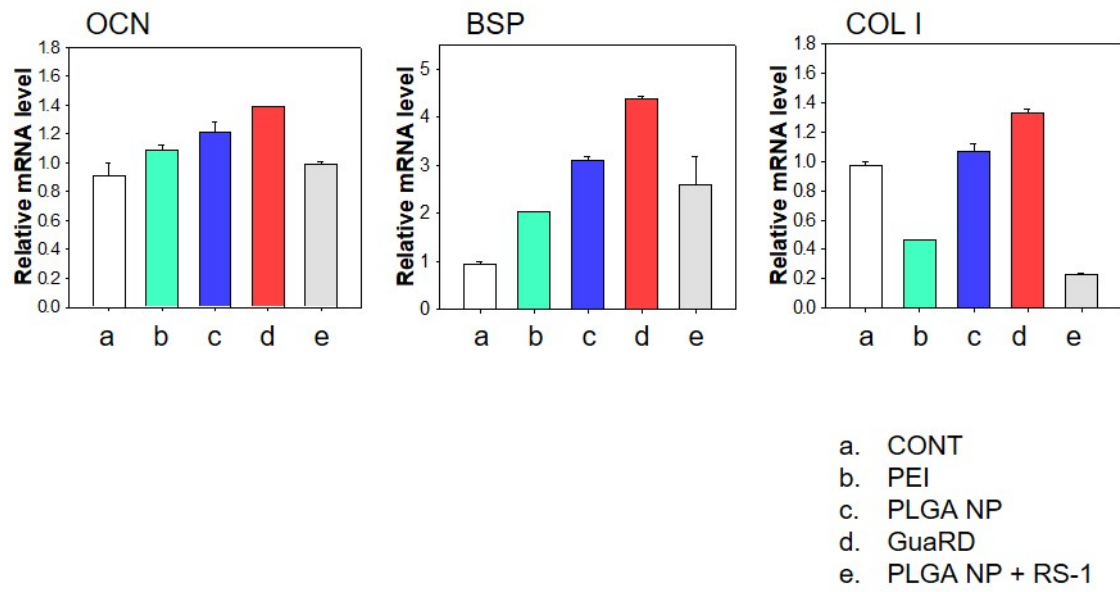 OCN
Relative mRNA level
1.8
1.6
1.4
1.2
1.0
0.8
0.6
0.4
0.2
0.0
a b c d e
BSP
Relative mRNA level
5
4
3
2
1
0
a b c d e
COL I
Relative mRNA level
1.8
1.6
1.4
1.2
1.0
0.8
0.6
0.4
0.2
0.0
a b c d e
a. CONT
b. PEI
c. PLGA NP
d. GuaRD
e. PLGA NP + RS-1